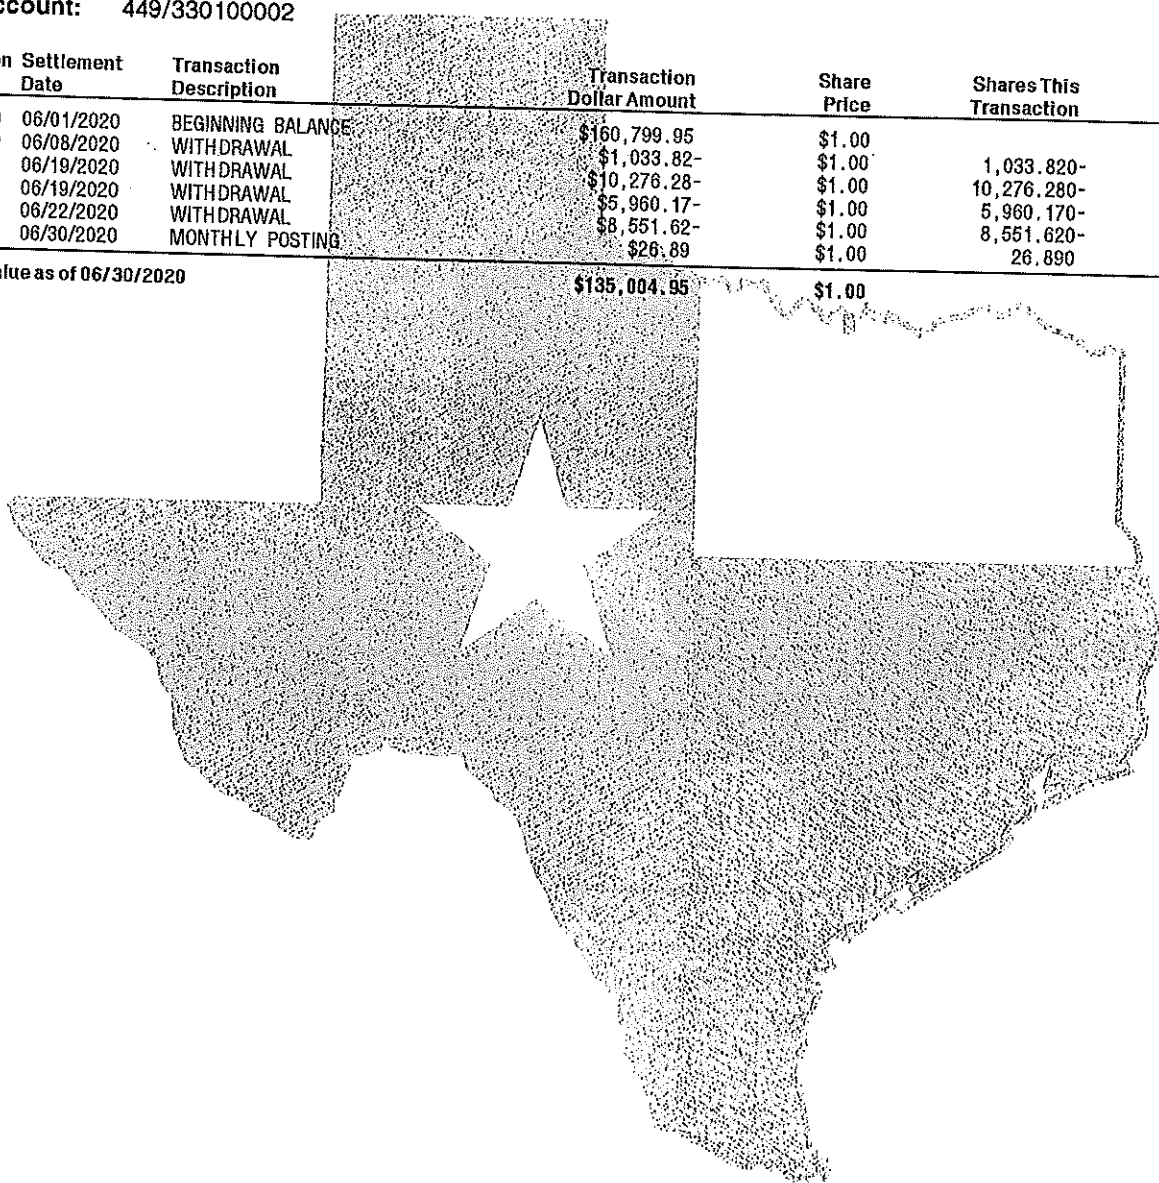 ccount: 449/330100002
n Settlement Transaction Transaction Share Shares This
Date Description Dollar Amount Price Transaction
06/01/2020 BEGINNING BALANCE $160,799.95 $1.00
06/08/2020 WITHDRAWAL $1,033.82- $1.00 1,033.820-
06/19/2020 WITHDRAWAL $10,276.28- $1.00 10,276.280-
06/19/2020 WITHDRAWAL $5,960.17- $1.00 5,960.170-
06/22/2020 WITHDRAWAL $8,551.62- $1.00 8,551.620-
06/30/2020 MONTHLY POSTING $26.89 $1.00 26.890
lue as of 06/30/2020 $135,004.95 $1.00